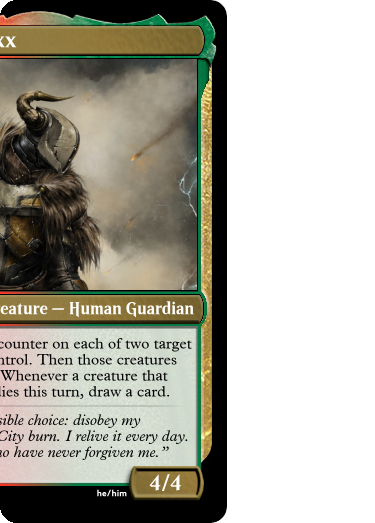 xx
eature — Human Guardian
counter on each of two target
ntrol. Then those creatures
Whenever a creature that
dies this turn, draw a card.
sible choice: disobey my
City burn. I relive it every day.
ho have never forgiven me.”
4/4
he/him